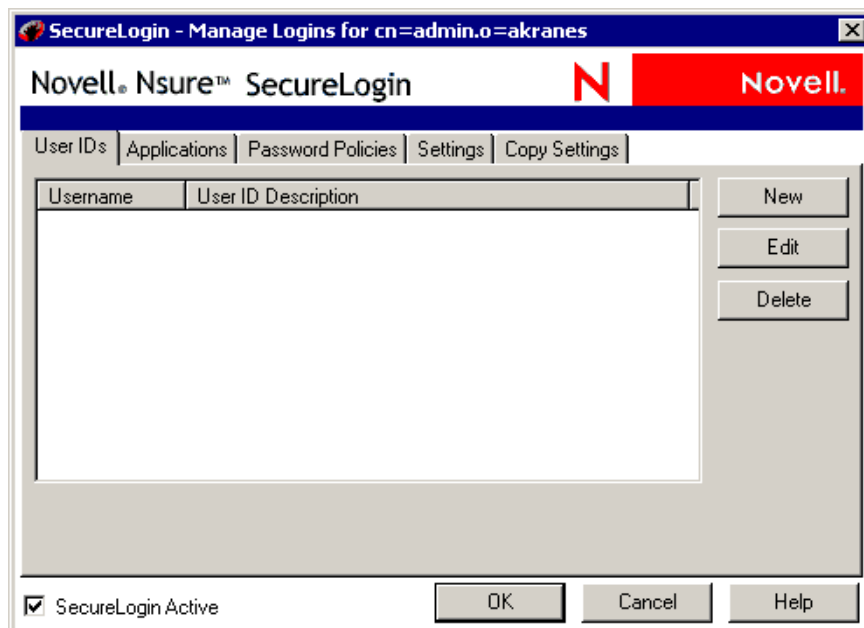 SecureLogin - Manage Logins for cn=admin.o=akranes
Novell® Nsure™ SecureLogin N Novell.
User IDs Applications Password Policies Settings Copy Settings
Username User ID Description
New
Edit
Delete
SecureLogin Active OK Cancel Help